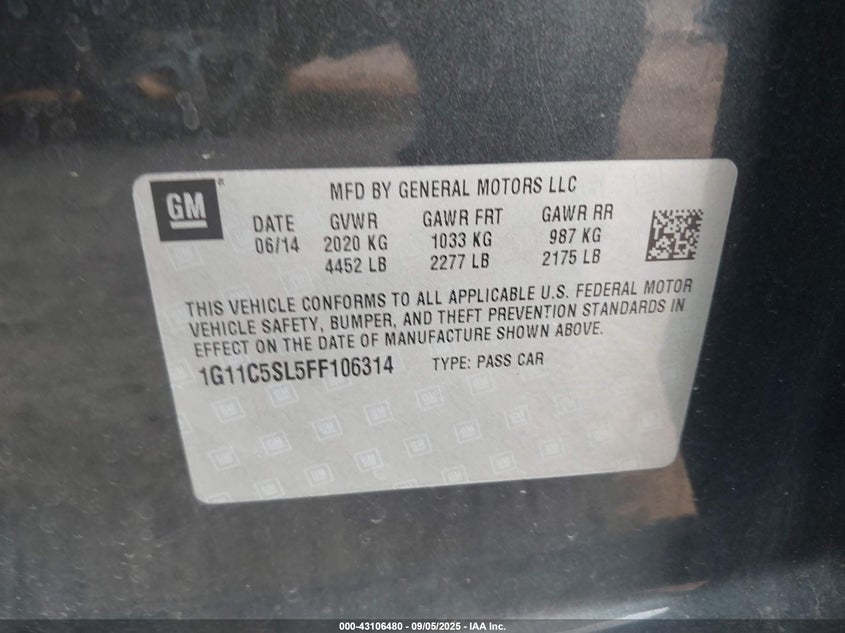 GM
MFD BY GENERAL MOTORS LLC
DATE GVWR GAWR FRT GAWR RR
06/14 2020 KG 1033 KG 987 KG
4452 LB 2277 LB 2175 LB
THIS VEHICLE CONFORMS TO ALL APPLICABLE U.S. FEDERAL MOTOR
VEHICLE SAFETY, BUMPER, AND THEFT PREVENTION STANDARDS IN
EFFECT ON THE DATE OF MANUFACTURE SHOWN ABOVE.
1G11C5SL5FF106314 TYPE: PASS CAR
000-43106480 - 09/05/2025 - IAA Inc.